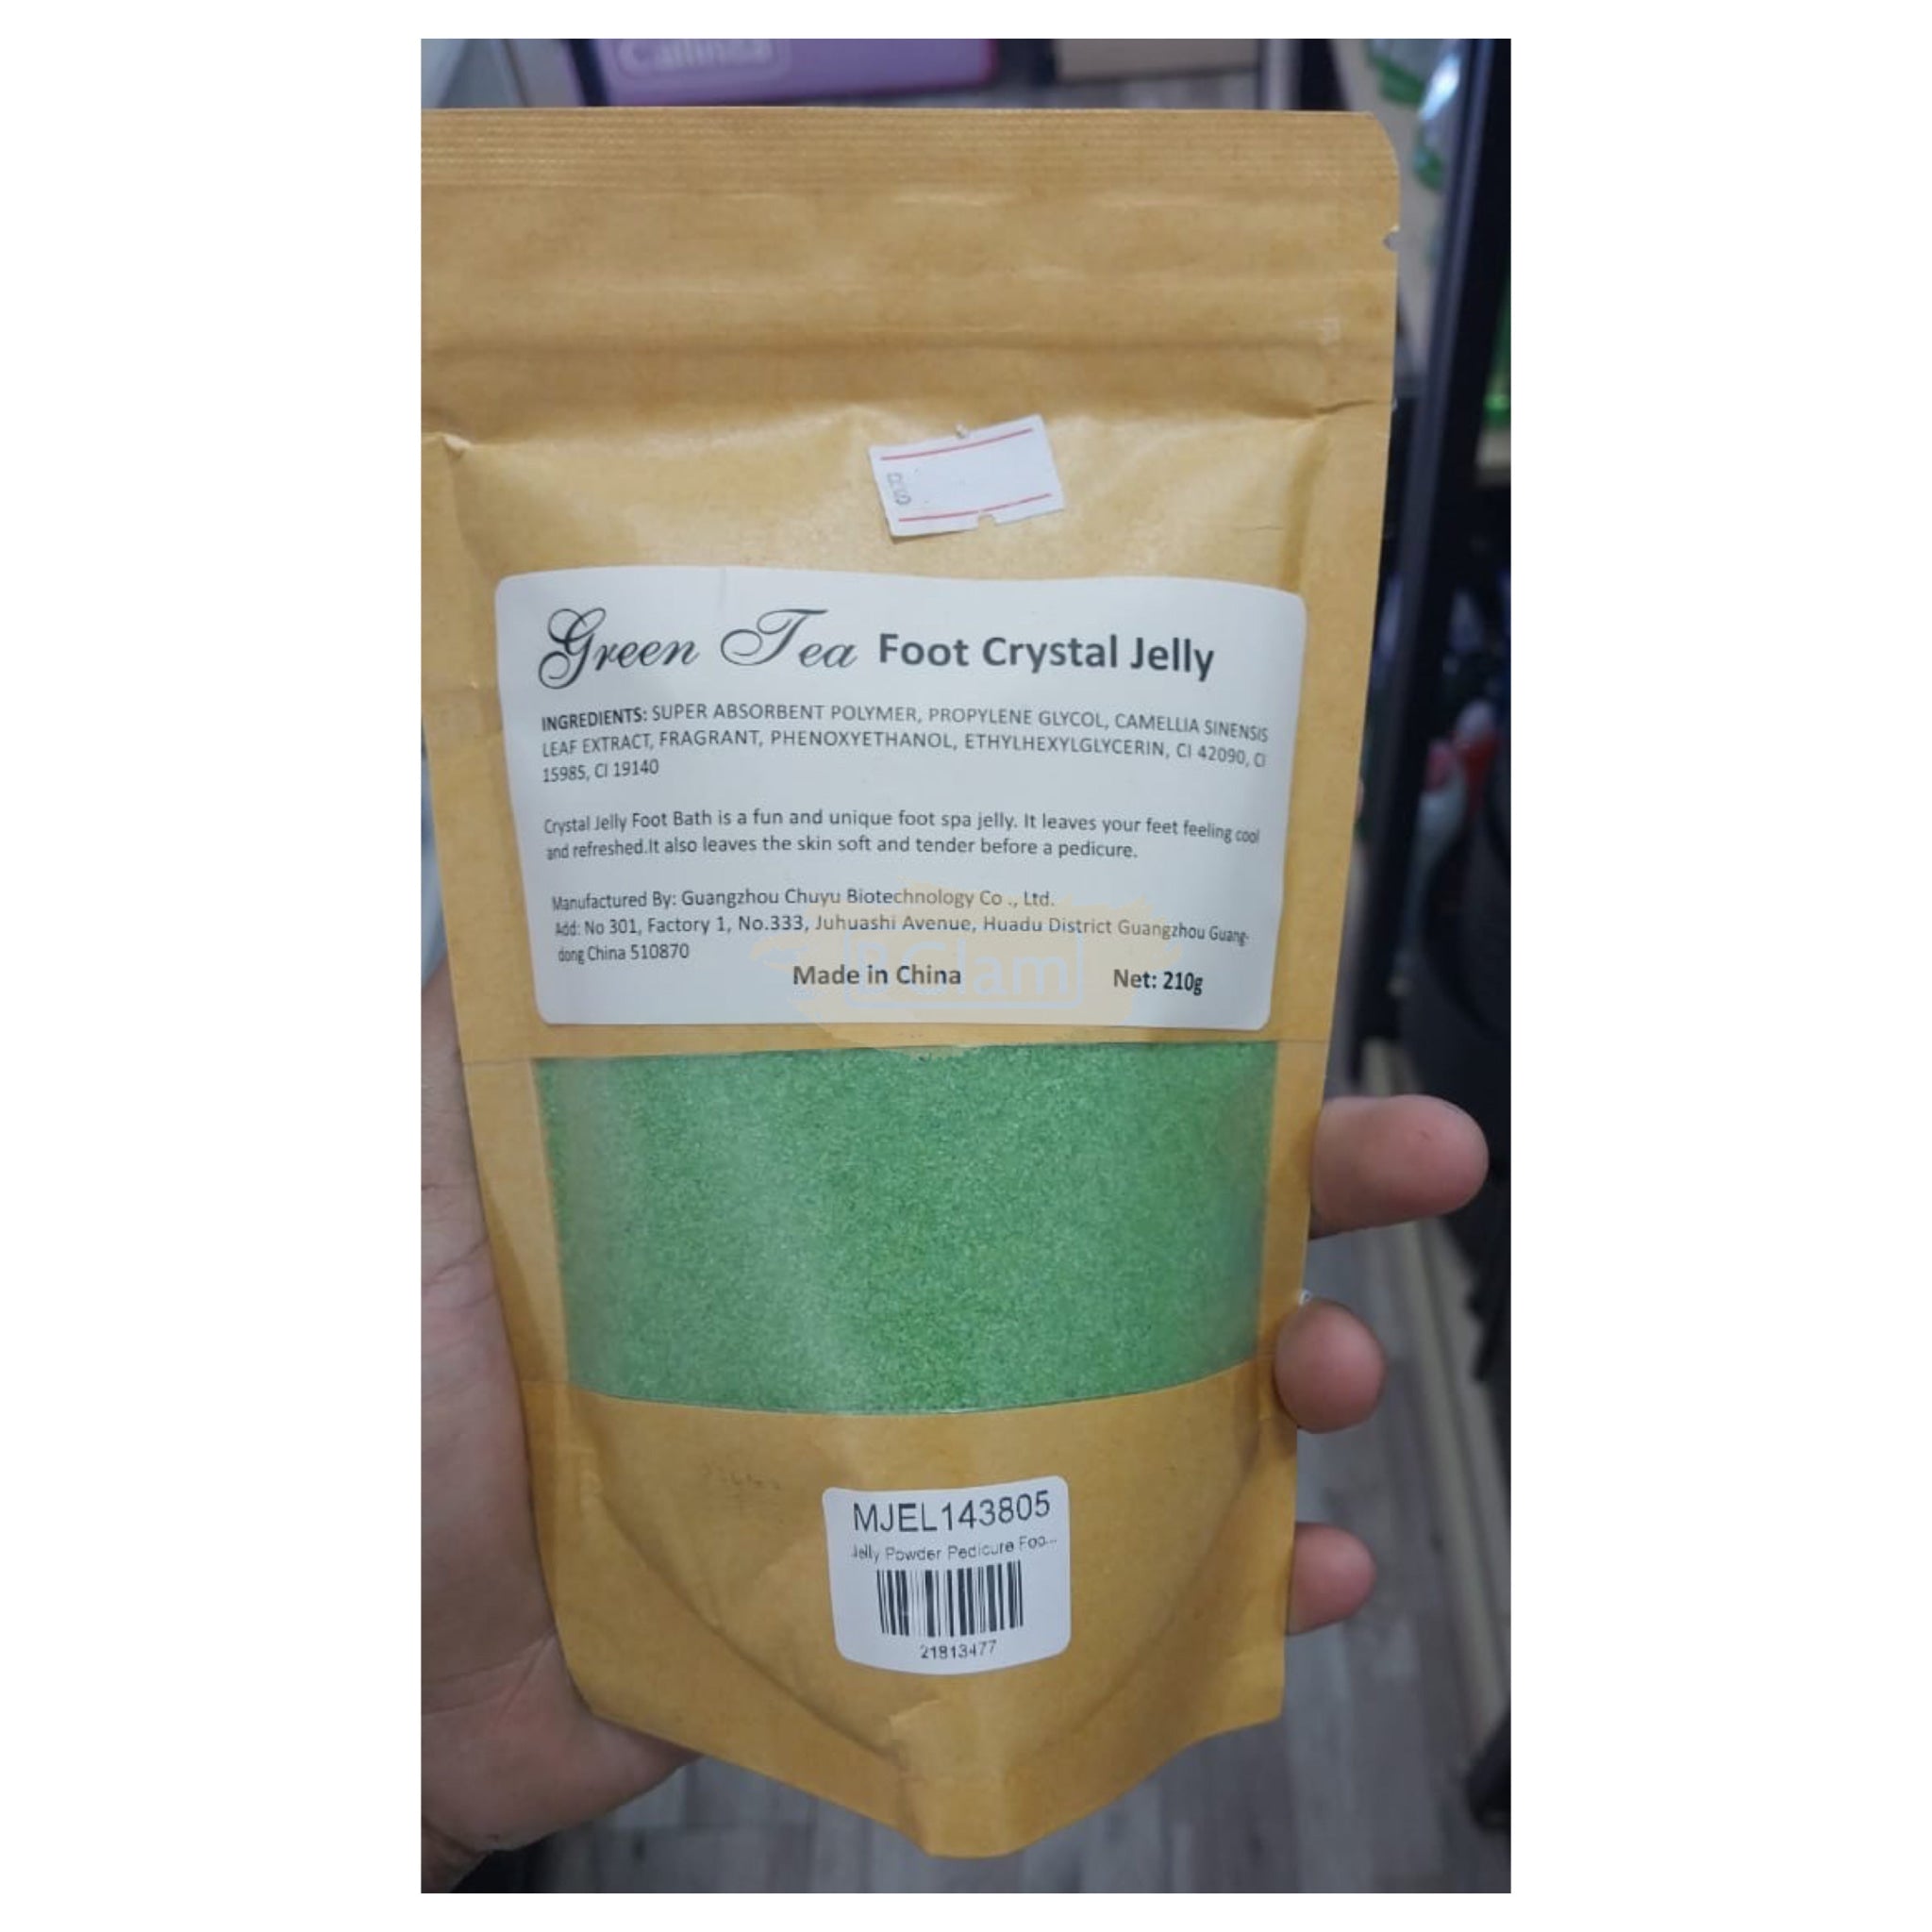 Green Tea Foot Crystal Jelly
INGREDIENTS: SUPER ABSORBENT POLYMER, PROPYLENE GLYCOL, CAMELLIA SINENSIS
LEAF EXTRACT, FRAGRANT, PHENOXYETHANOL, ETHYLHEXYLGLYCERIN, CI 42090, CI
15985, CI 19140
Crystal Jelly Foot Bath is a fun and unique foot spa jelly. It leaves your feet feeling cool
and refreshed.It also leaves the skin soft and tender before a pedicure.
Manufactured By: Guangzhou Chuyu Biotechnology Co ., Ltd.
Add: No 301, Factory 1, No.333, Juhuashi Avenue, Huadu District Guangzhou Guang-
dong China 510870
Made in China Net: 210g
Glam
MJEL143805
Jelly Powder Pedicure Foo...
21813477